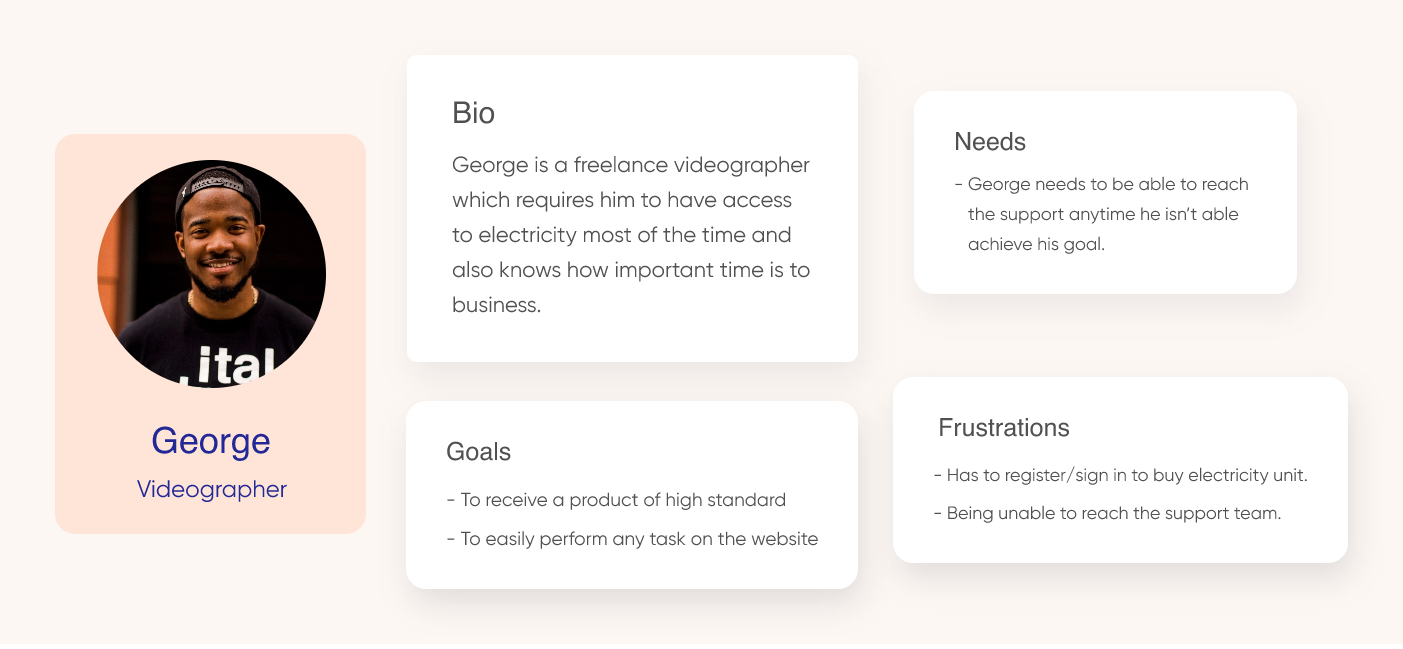 ital
George
Videographer
Bio
George is a freelance videographer
which requires him to have access
to electricity most of the time and
also knows how important time is to
business.
Goals
- To receive a product of high standard
- To easily perform any task on the website
Needs
- George needs to be able to reach
the support anytime he isn’t able
achieve his goal.
Frustrations
- Has to register/sign in to buy electricity unit.
- Being unable to reach the support team.